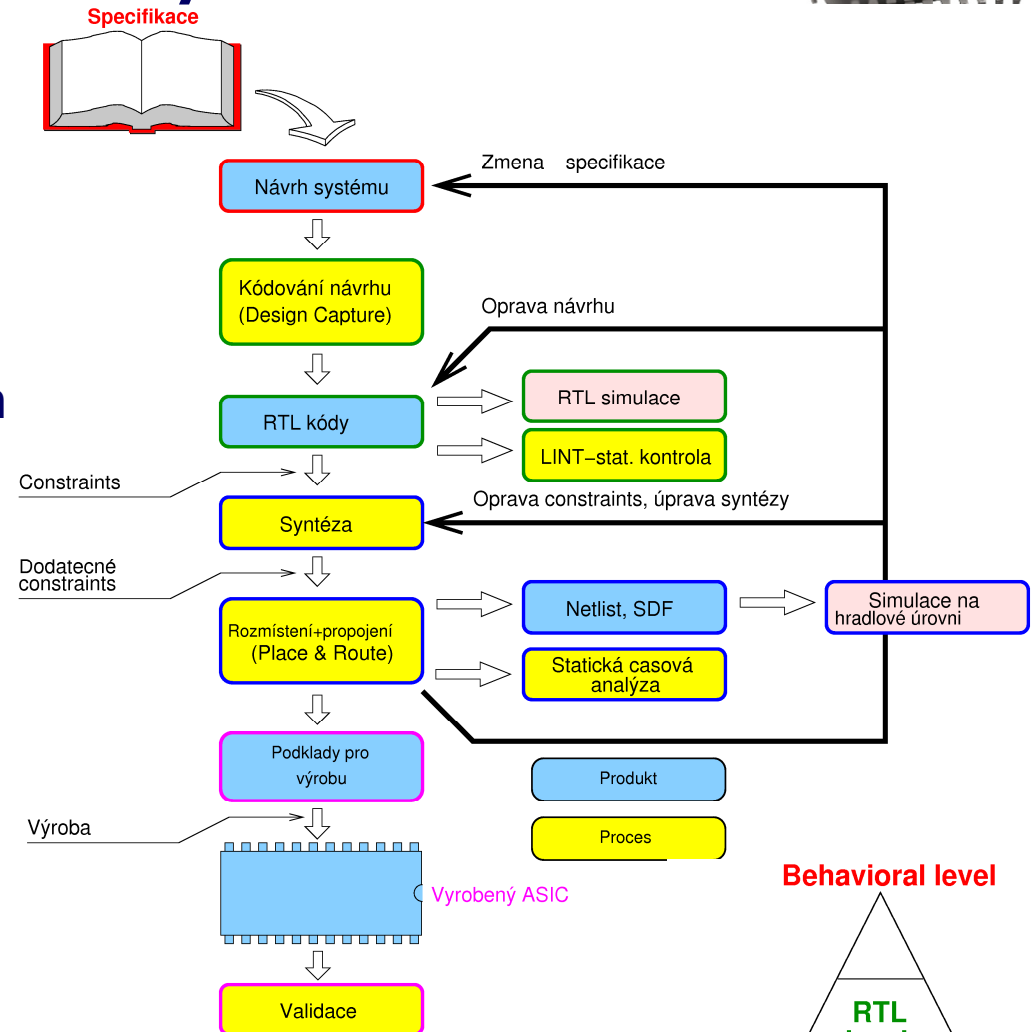 Specifikace
Zmena specifikace
Návrh systému
Kódování návrhu
(Design Capture)
Oprava návrhu
RTL kódy
RTL simulace
LINT–stat. kontrola
Constraints
Oprava constraints, úprava syntézy
Syntéza
Dodatecné
constraints
Rozmístení+propojení
(Place & Route)
Netlist, SDF
Simulace na
hradlové úrovni
Statická casová
analýza
Podklady pro
výrobu
Produkt
Výroba
Proces
Vyrobený ASIC
Behavioral level
RTL
Validace